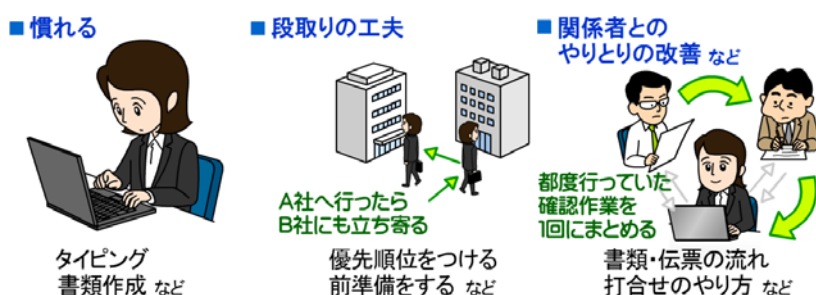 ■ 慣れる
タイピング
書類作成 など
■ 段取りの工夫
A社へ行ったら
B社にも立ち寄る
優先順位をつける
前準備をする など
■ 関係者との
やりとりの改善 など
都度行っていた
確認作業を
1回にまとめる
書類・伝票の流れ
打合せのやり方 など